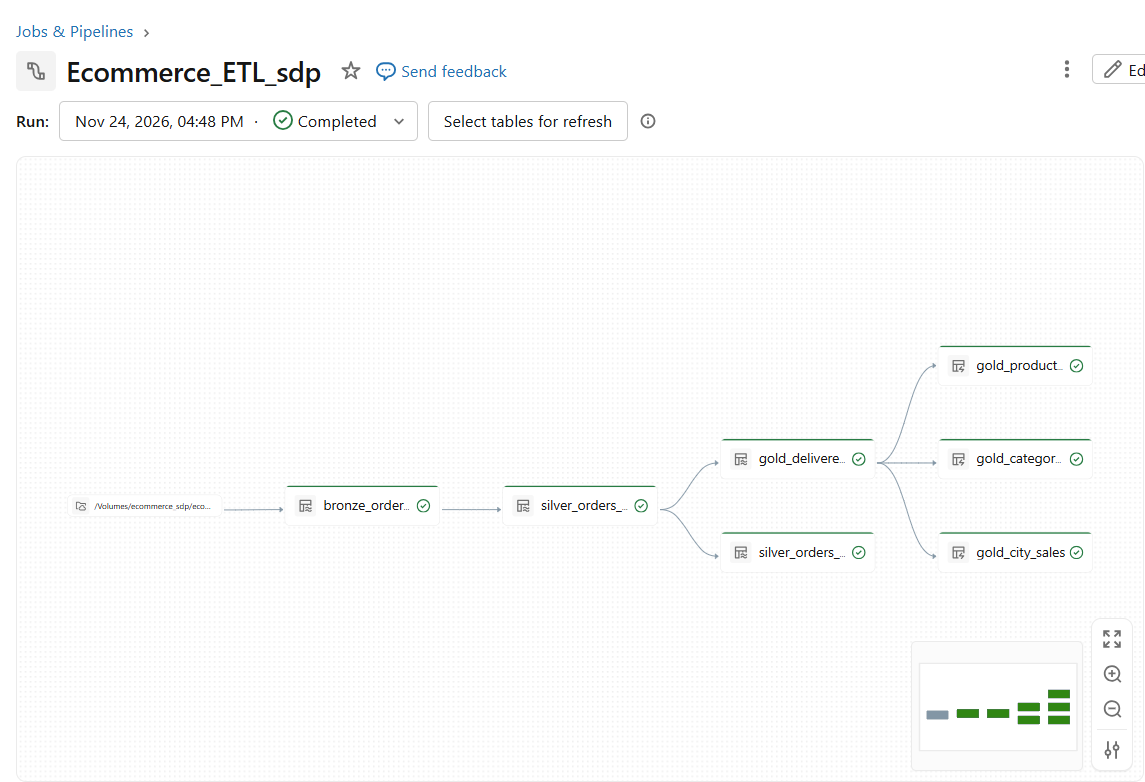 Jobs & Pipelines
Ecommerce_ETL_sdp
Send feedback
Ed
Run:
Nov 24, 2026, 04:48 PM · Completed
Select tables for refresh
/Volumes/ecommerce_sdp/eco...
bronze_order...
silver_orders_...
gold_delivere...
silver_orders_...
gold_product...
gold_categor...
gold_city_sales